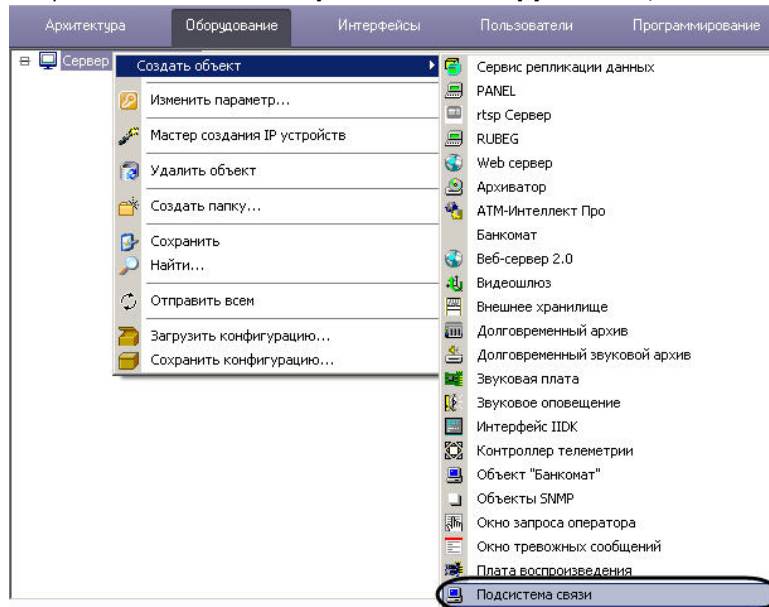 Архитектура Оборудование Интерфейсы Пользователи Программирование
Сервер
Создать объект
Изменить параметр...
Мастер создания IP устройств
Удалить объект
Создать папку...
Сохранить
Найти...
Отправить всем
Загрузить конфигурацию...
Сохранить конфигурацию...
Сервис репликации данных
PANEL
rtsp Сервер
RUBEG
Web сервер
Архиватор
АТМ-Интеллект Про
Банкомат
Веб-сервер 2.0
Видеошлюз
Внешнее хранилище
Долговременный архив
Долговременный звуковой архив
Звуковая плата
Звуковое оповещение
Интерфейс IIDK
Контроллер телеметрии
Объект "Банкомат"
Объекты SNMP
Окно запроса оператора
Окно тревожных сообщений
Плата воспроизведения
Подсистема связи